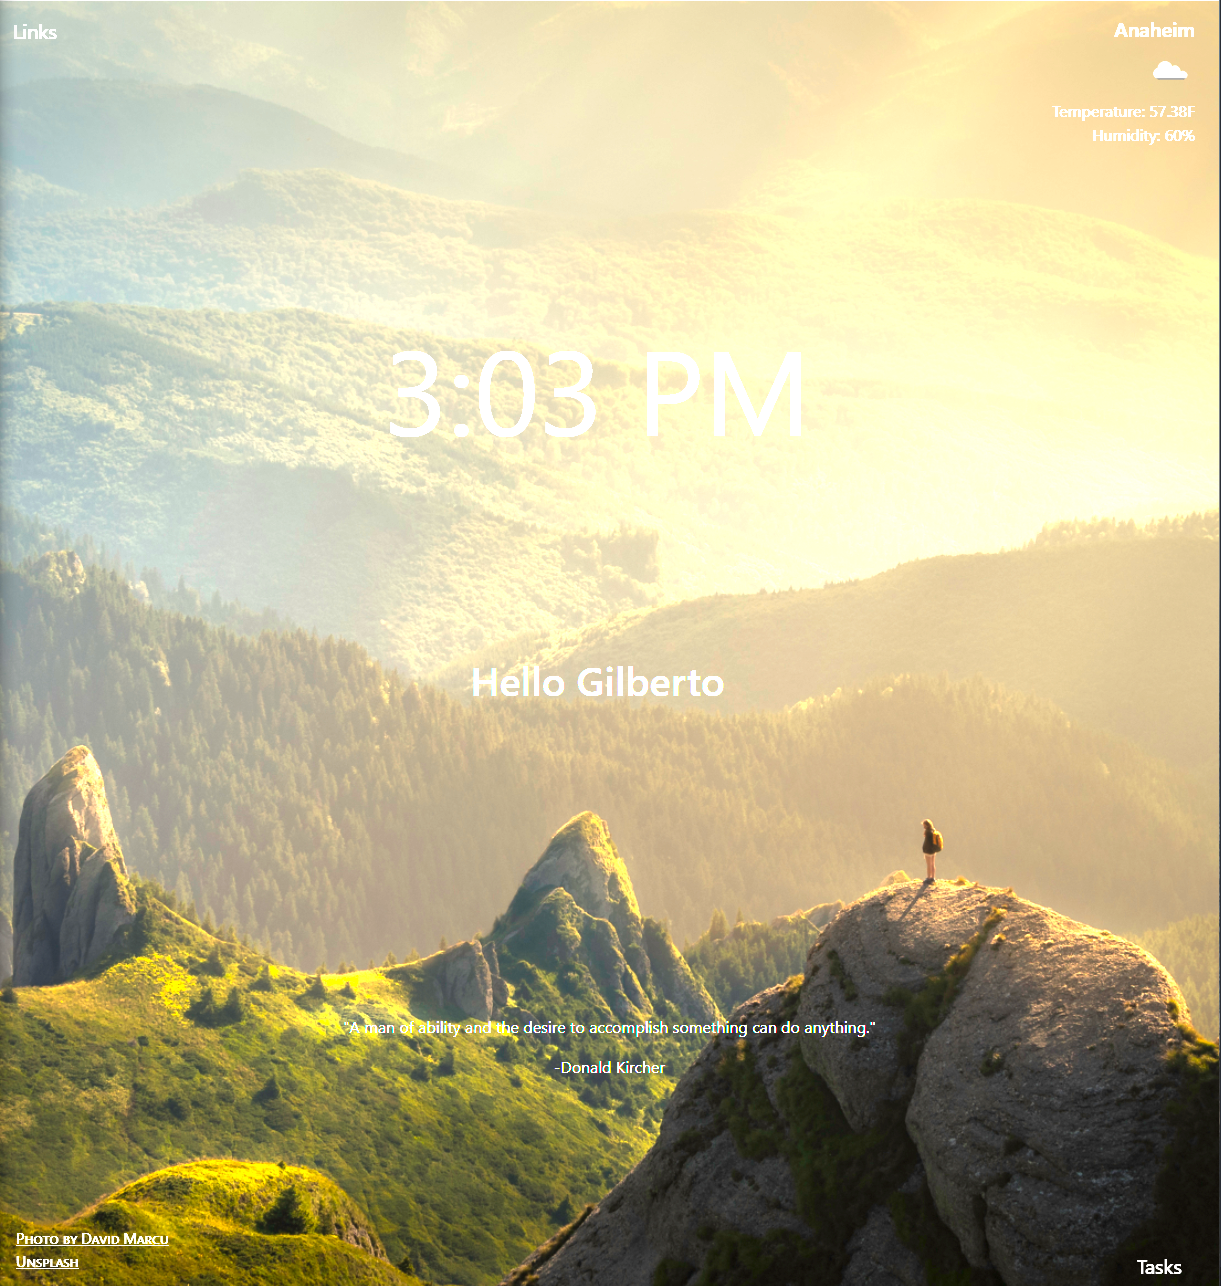 Links
Anaheim
Temperature: 57.38F
Humidity: 60%
3:03 PM
Hello Gilberto
"A man of ability and the desire to accomplish something can do anything."
-Donald Kircher
Photo by David Marcu
Unsplash
Tasks